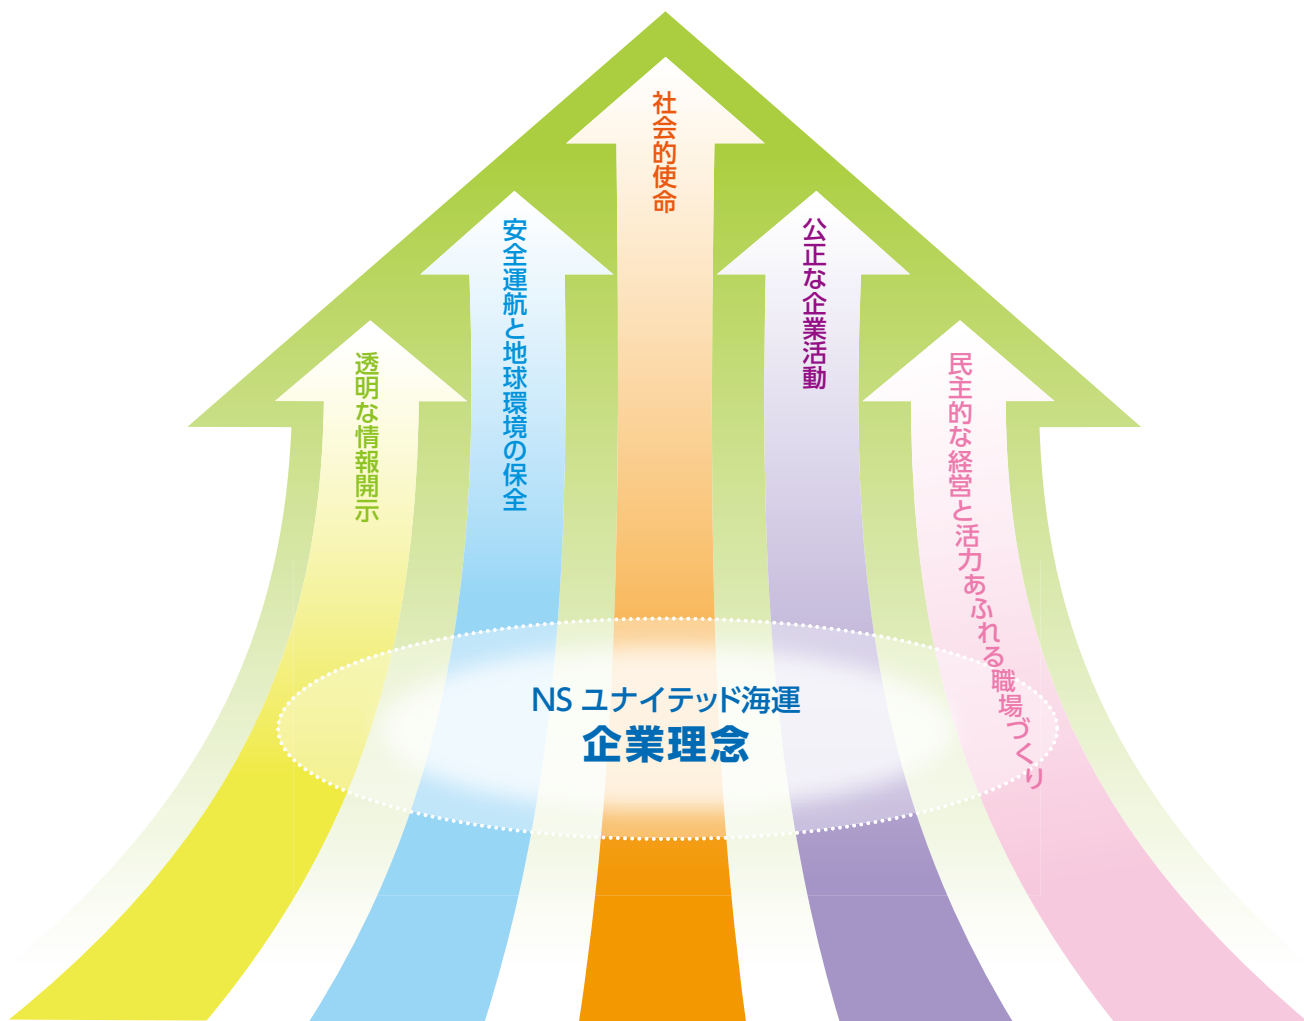 社会的使命
安全運航と地球環境の保全
公正な企業活動
透明な情報開示
民主的な経営と活力あふれる職場づくり
NS ユナイテッド海運
企業理念